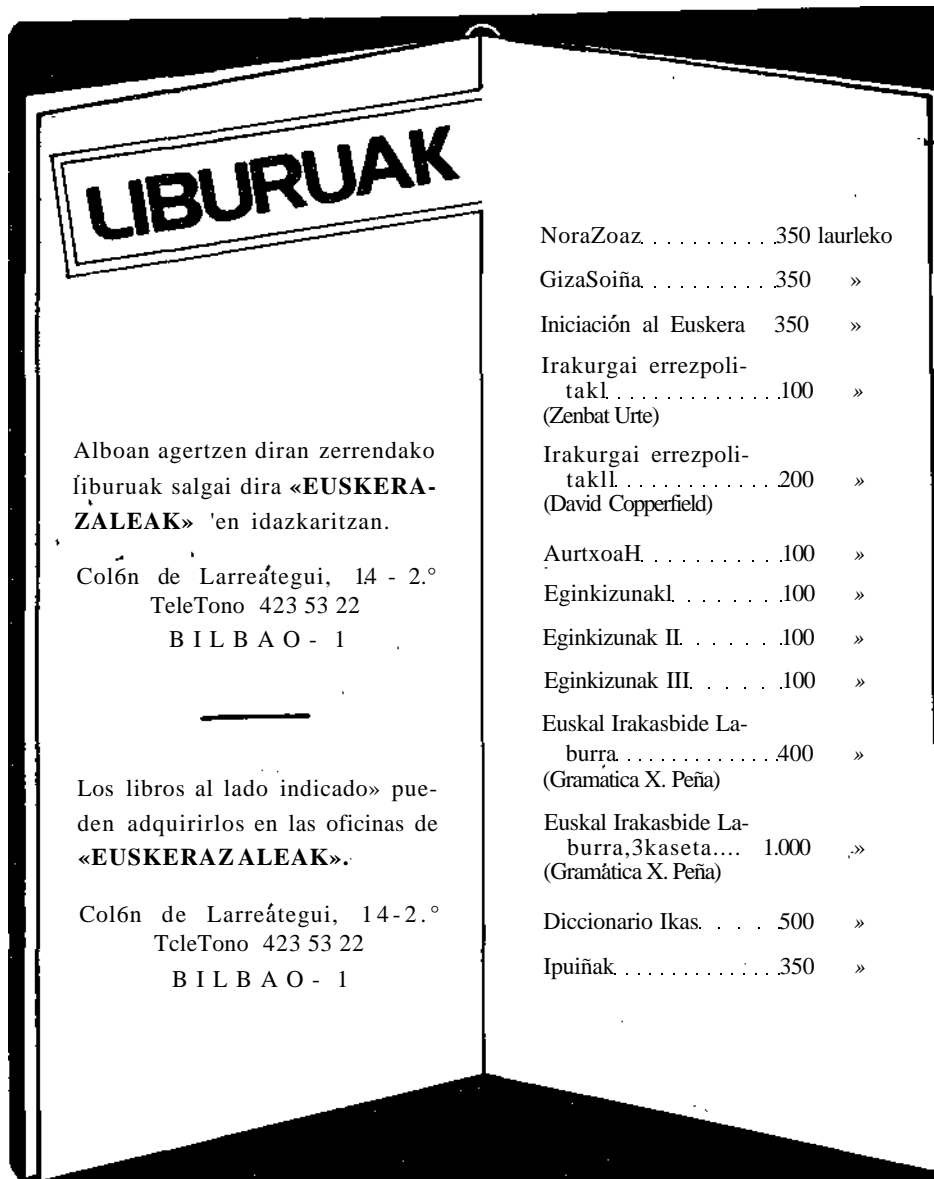 LIBURUAK
Alboan agertzen diran zerrendako
liburuak salgai dira «EUSKERA-
ZALEAK» 'en idazkaritzan.
Col6n de Larreátegui, 14 - 2.°
TeleTono 423 53 22
BILBAO- 1
Los libros al lado indicado» pue-
den adquirirlos en las oficinas de
«EUSKERAZALEAK».
Col6n de Larreátegui, 14-2.°
TcleTono 423 53 22
BILBAO- 1
NoraZoaz. . . . . . . . . . .350 laurleko
GizaSoiña. . . . . . . . . . .350 »
Iniciación al Euskera 350 »
Irakurgai errezpoli-
takl. . . . . . . . . . . . . . .100 »
(Zenbat Urte)
Irakurgai errezpoli-
takll. . . . . . . . . . . . . . .200 »
(David Copperfield)
AurtxoaH. . . . . . . . . . . .100 »
Eginkizunakl. . . . . . . . .100 »
Eginkizunak II. . . . . . . .100 »
Eginkizunak III. . . . . . .100 »
Euskal Irakasbide La-
burra. . . . . . . . . . . . . . .400 »
(Gramática X. Peña)
Euskal Irakasbide La-
burra,3kaseta.... 1.000 »
(Gramática X. Peña)
Diccionario Ikas. . . . . .500 »
Ipuiñak. . . . . . . . . . . . . .350 »